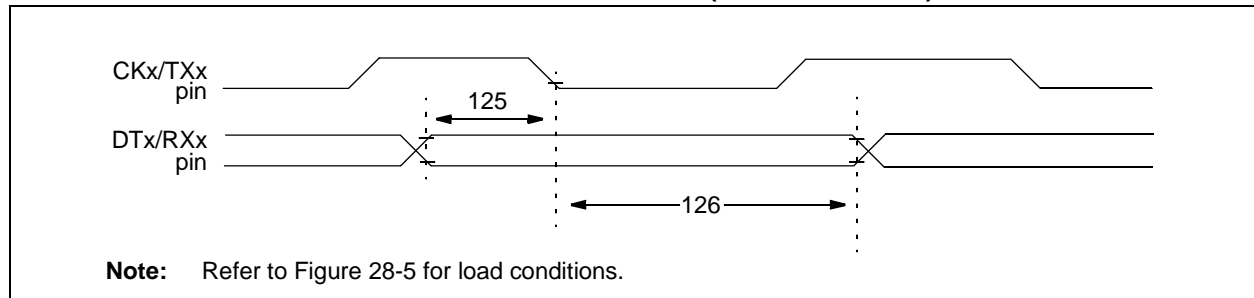 CKx/TXx
pin
125
DTx/RXx
pin
126
Note: Refer to Figure 28-5 for load conditions.